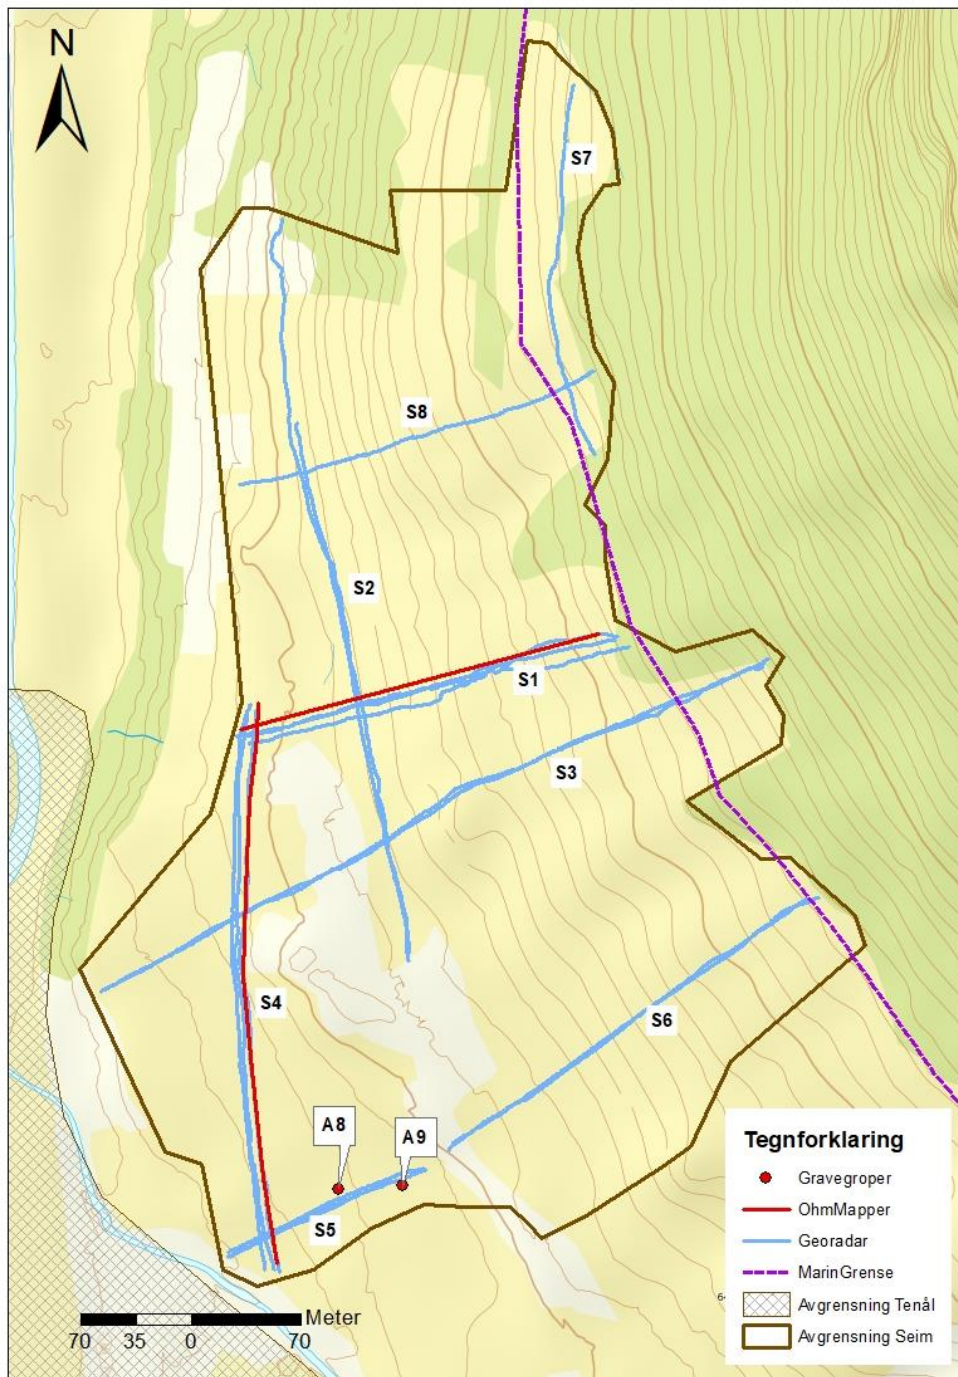 N
S7
S8
S2
S1
S3
S4
S6
A8
A9
S5
6
Tegnforklaring
Gravegroper
OhmMapper
Georadar
MarinGrense
Avgrensning Tenål
Avgrensning Seim
Meter
70 35 0 70